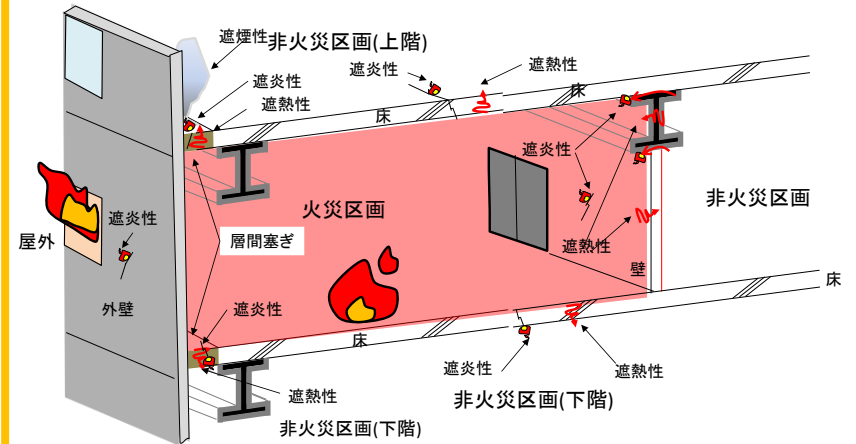 遮煙性
非火災区画(上階)
遮炎性
遮熱性
遮炎性
遮熱性
床
床
遮炎性
火災区画
非火災区画
遮炎性
屋外
層間塞ぎ
遮熱性
壁
床
外壁
遮炎性
床
遮炎性
遮熱性
遮熱性
非火災区画(下階)
非火災区画(下階)